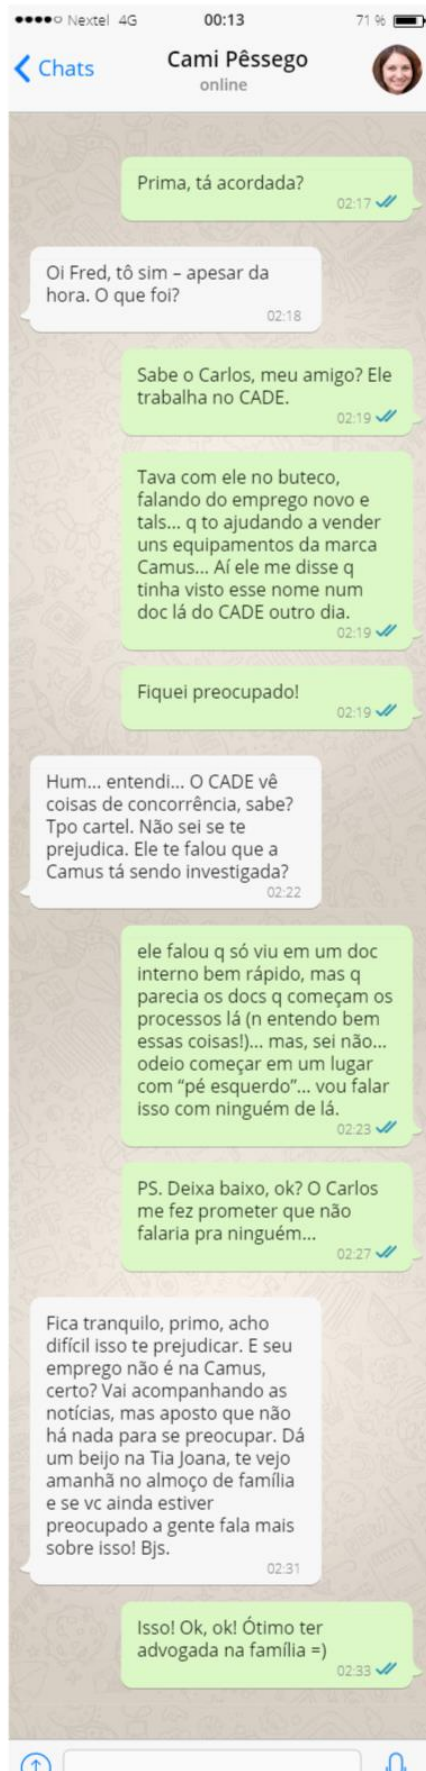 Nextel 4G 00:13 71 %
Chats Cami Pêssego
online
Prima, tá acordada?
02:17
Oi Fred, tô sim – apesar da
hora. O que foi?
02:18
Sabe o Carlos, meu amigo? Ele
trabalha no CADE.
02:19
Tava com ele no buteco,
falando do emprego novo e
tals... q to ajudando a vender
uns equipamentos da marca
Camus... Aí ele me disse q
tinha visto esse nome num
doc lá do CADE outro dia.
02:19
Fiquei preocupado!
02:19
Hum... entendi... O CADE vê
coisas de concorrência, sabe?
Tpo cartel. Não sei se te
prejudica. Ele te falou que a
Camus tá sendo investigada?
02:22
ele falou q só viu em um doc
interno bem rápido, mas q
parecia os docs q começam os
processos lá (n entendo bem
essas coisas!)... mas, sei não...
odeio começar em um lugar
com “pé esquerdo”... vou falar
isso com ninguém de lá.
02:23
PS. Deixa baixo, ok? O Carlos
me fez prometer que não
falaria pra ninguém...
02:27
Fica tranquilo, primo, acho
difícil isso te prejudicar. E seu
emprego não é na Camus,
certo? Vai acompanhando as
notícias, mas aposto que não
há nada para se preocupar. Dá
um beijo na Tia Joana, te vejo
amanhã no almoço de família
e se vc ainda estiver
preocupado a gente fala mais
sobre isso! Bjs.
02:31
Isso! Ok, ok! Ótimo ter
advogada na família =)
02:33